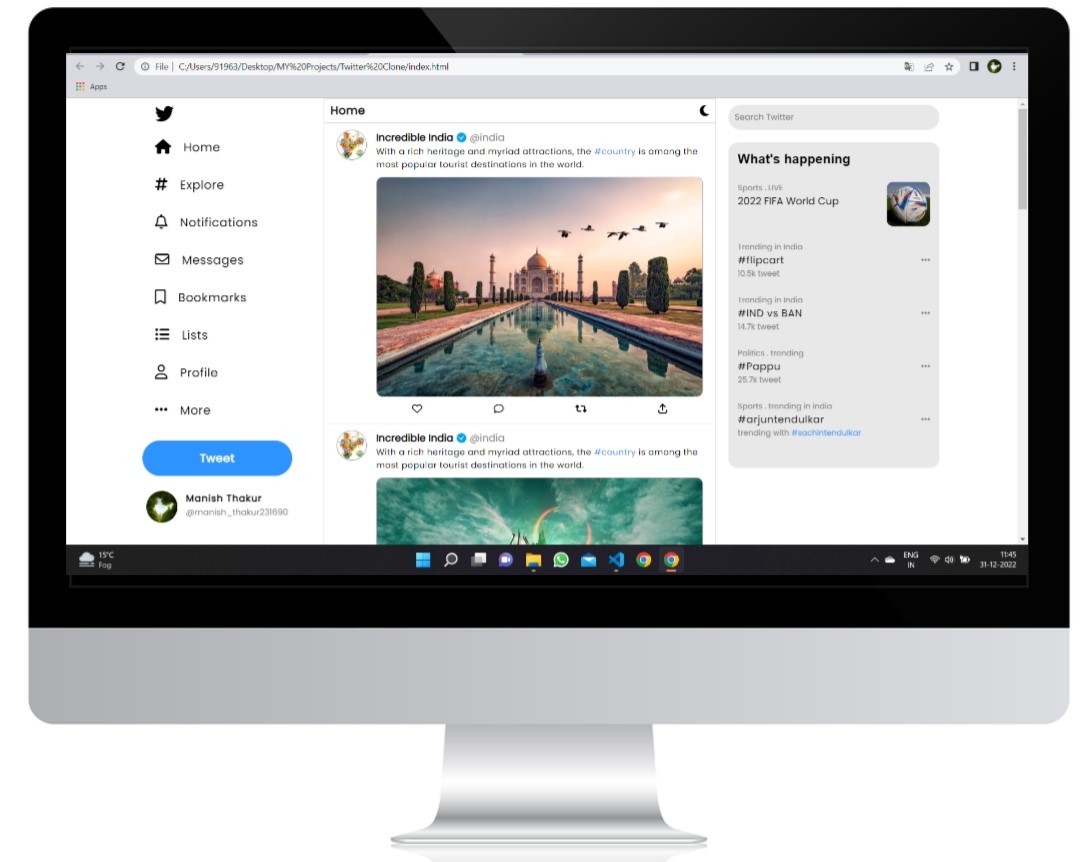 File | C:/Users/91963/Desktop/MY%20Projects/Twitter%20Clone/index.html
Apps
Home
Explore
Notifications
Messages
Bookmarks
Lists
Profile
More
Tweet
Manish Thakur
@manish_thakur231690
Home
Incredible India @india
With a rich heritage and myriad attractions, the #country is among the
most popular tourist destinations in the world.
Incredible India @india
With a rich heritage and myriad attractions, the #country is among the
most popular tourist destinations in the world.
Search Twitter
What's happening
Sports . LIVE
2022 FIFA World Cup
Trending in India
#flipcart
10.5k tweet
Trending in India
#IND vs BAN
14.7k tweet
Politics . trending
#Pappu
25.7k tweet
Sports . trending in india
#arjuntendulkar
trending with #sachintendulkar
15°C
Fog
ENG
IN
11:45
31-12-2022